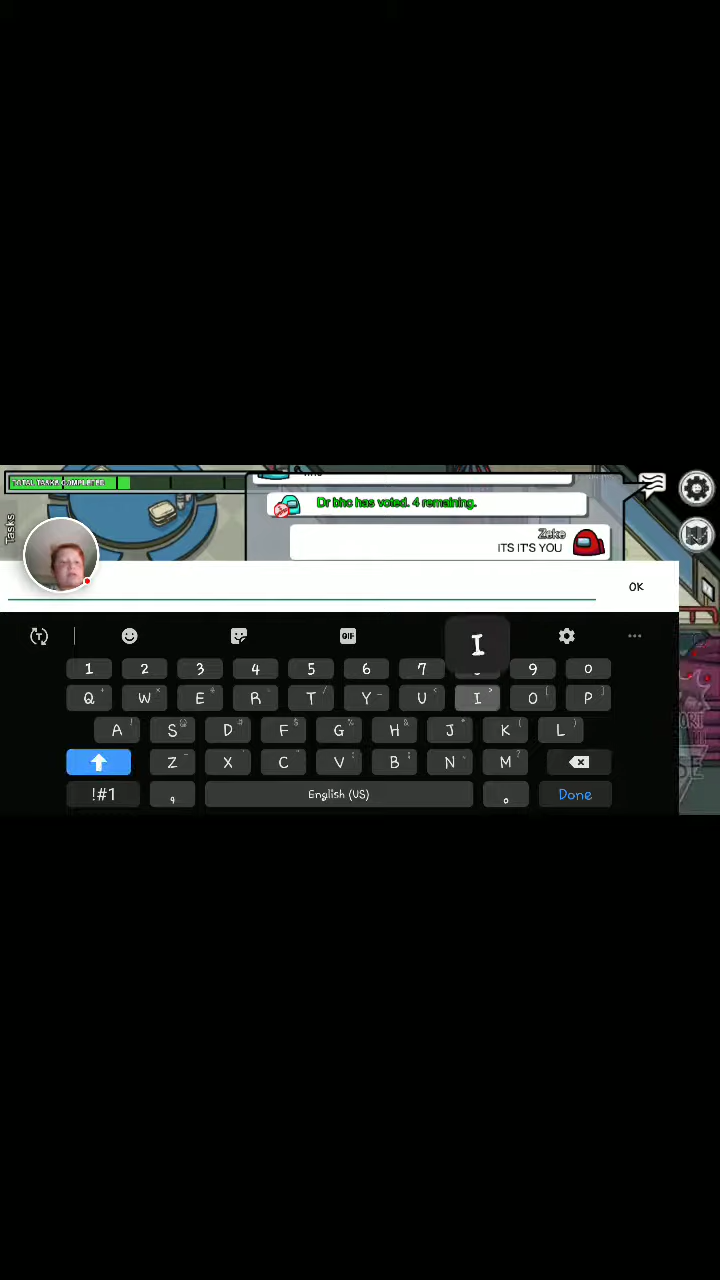 TOTAL TASKS COMPLETED
Tasks
Dr bhc has voted. 4 remaining.
Zeke
ITS IT'S YOU
OK
GIF
I
1 2 3 4 5 6 7 9 0
Q W E R T Y U I O P
A S D F G H J K L
Z X C V B N M
!#1 , English (US) . Done